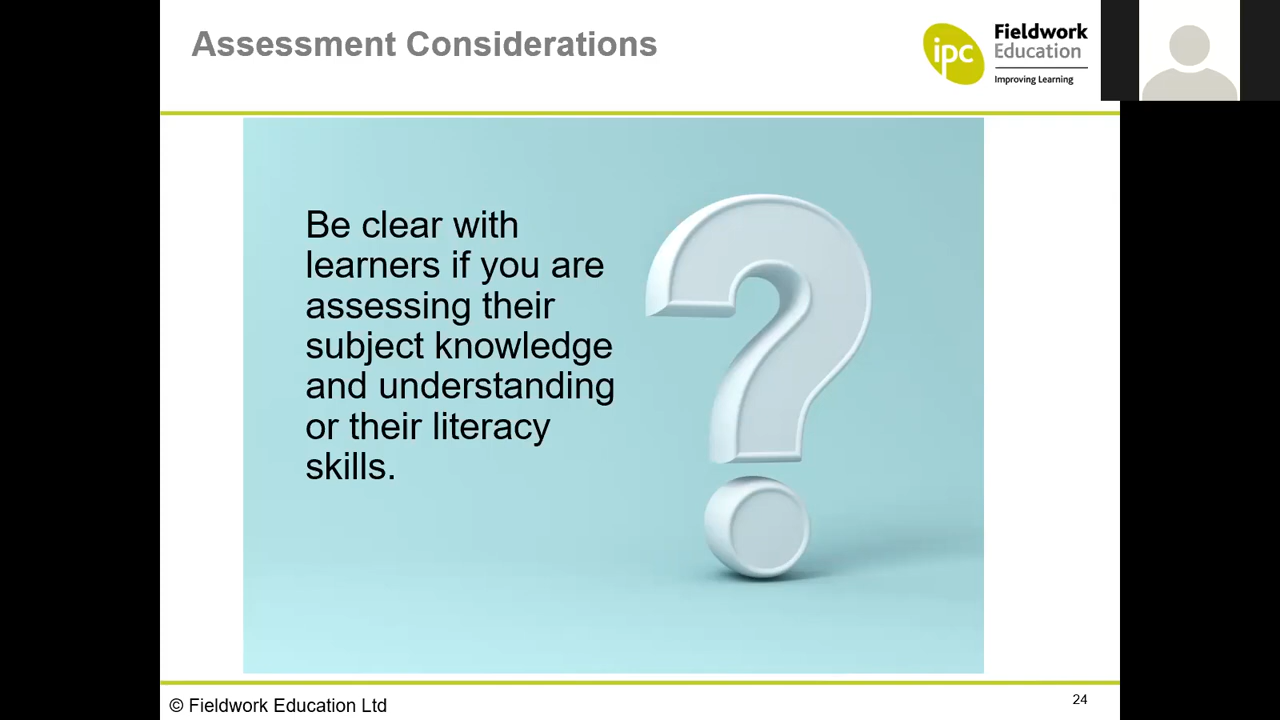 Assessment Considerations
ipc
Fieldwork
Education
Improving Learning
Be clear with
learners if you are
assessing their
subject knowledge
and understanding
or their literacy
skills.
?
© Fieldwork Education Ltd
24